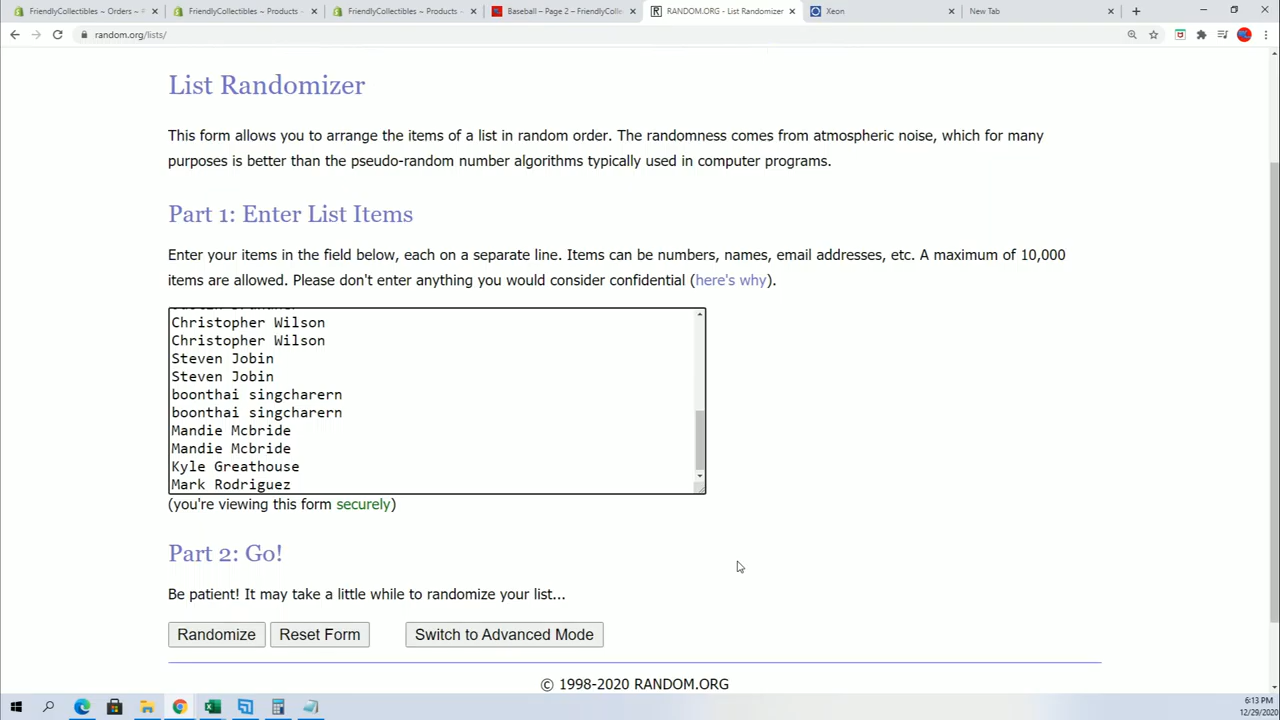 FriendlyCollectibles ~ Orders ~
FriendlyCollectibles ~ Products ~
FriendlyCollectibles ~ Products ~
Baseball – Page 2 – FriendlyColle
RANDOM.ORG - List Randomizer
Xeon
New Tab
random.org/lists/
List Randomizer
This form allows you to arrange the items of a list in random order. The randomness comes from atmospheric noise, which for many
purposes is better than the pseudo-random number algorithms typically used in computer programs.
Part 1: Enter List Items
Enter your items in the field below, each on a separate line. Items can be numbers, names, email addresses, etc. A maximum of 10,000
items are allowed. Please don't enter anything you would consider confidential (here's why).
Christopher Wilson
Christopher Wilson
Steven Jobin
Steven Jobin
boonthai singcharern
boonthai singcharern
Mandie Mcbride
Mandie Mcbride
Kyle Greathouse
Mark Rodriguez
(you're viewing this form securely)
Part 2: Go!
Be patient! It may take a little while to randomize your list...
Randomize
Reset Form
Switch to Advanced Mode
© 1998-2020 RANDOM.ORG
6:13 PM
12/29/2020